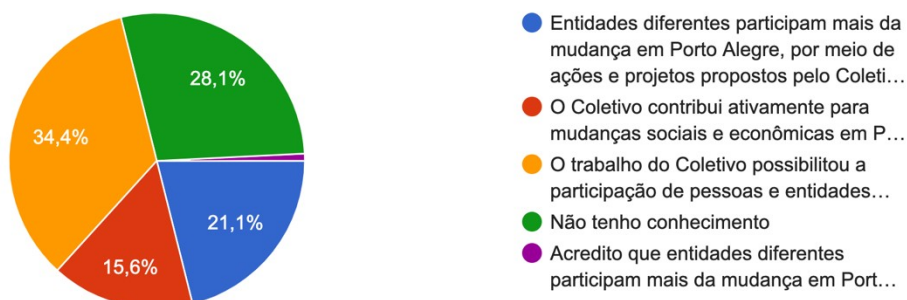 28,1%
34,4%
21,1%
15,6%
Entidades diferentes participam mais da
mudança em Porto Alegre, por meio de
ações e projetos propostos pelo Coleti…
O Coletivo contribui ativamente para
mudanças sociais e econômicas em P…
O trabalho do Coletivo possibilitou a
participação de pessoas e entidades…
Não tenho conhecimento
Acredito que entidades diferentes
participam mais da mudança em Port…